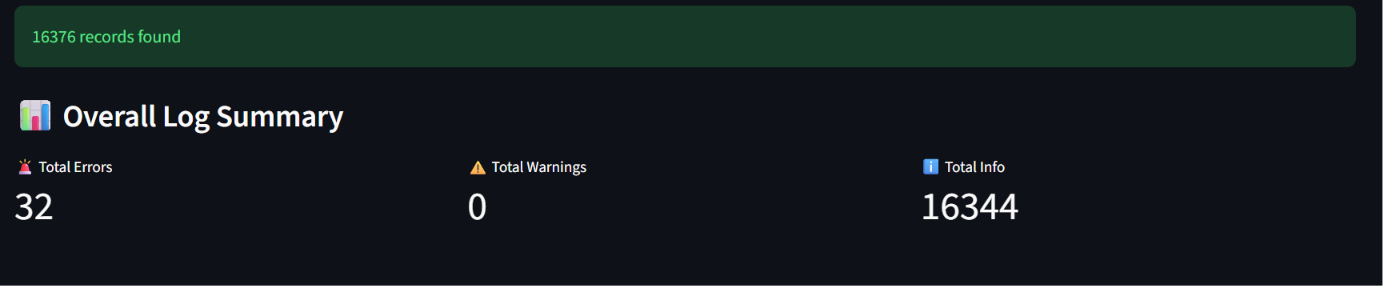 16376 records found
Overall Log Summary
Total Errors
Total Warnings
Total Info
32
0
16344